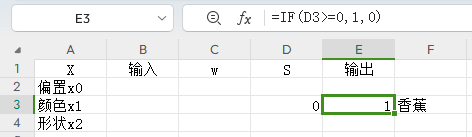 E3 fx =IF(D3>=0,1,0)
A B C D E F
1 X 输入 w S 输出
2 偏置x0
3 颜色x1 0 1 香蕉
4 形状x2